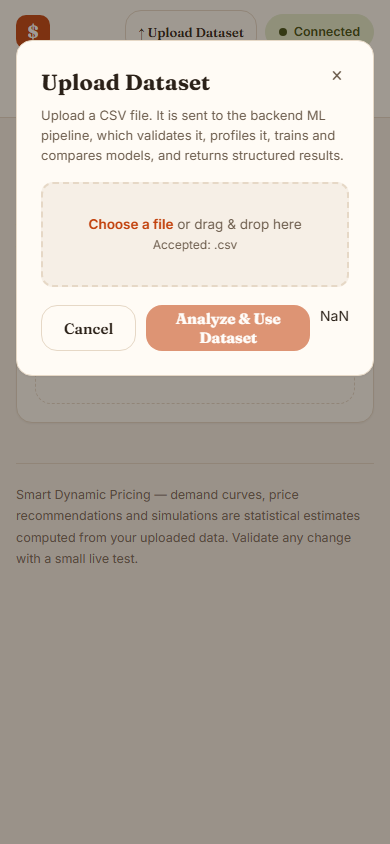 $
↑ Upload Dataset
Connected
Upload Dataset
×
Upload a CSV file. It is sent to the backend ML
pipeline, which validates it, profiles it, trains and
compares models, and returns structured results.
Choose a file or drag & drop here
Accepted: .csv
Cancel
Analyze & Use
Dataset
NaN
Smart Dynamic Pricing — demand curves, price
recommendations and simulations are statistical estimates
computed from your uploaded data. Validate any change
with a small live test.